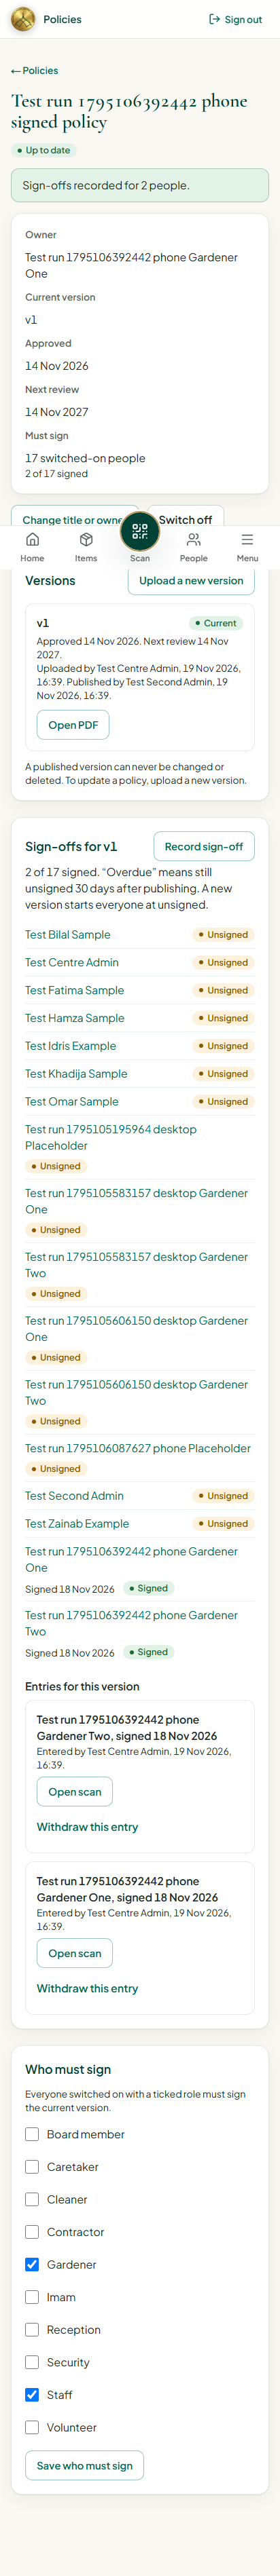 Policies
Sign out
← Policies
Test run 1795106392442 phone
signed policy
Up to date
Sign-offs recorded for 2 people.
Owner
Test run 1795106392442 phone Gardener
One
Current version
v1
Approved
14 Nov 2026
Next review
14 Nov 2027
Must sign
17 switched-on people
2 of 17 signed
Change title or owner
Switch off
Home
Items
Scan
People
Menu
Versions
Upload a new version
v1
Current
Approved 14 Nov 2026. Next review 14 Nov
2027.
Uploaded by Test Centre Admin, 19 Nov 2026,
16:39. Published by Test Second Admin, 19
Nov 2026, 16:39.
Open PDF
A published version can never be changed or
deleted. To update a policy, upload a new version.
Sign-offs for v1
Record sign-off
2 of 17 signed. “Overdue” means still
unsigned 30 days after publishing. A new
version starts everyone at unsigned.
Test Bilal Sample
Unsigned
Test Centre Admin
Unsigned
Test Fatima Sample
Unsigned
Test Hamza Sample
Unsigned
Test Idris Example
Unsigned
Test Khadija Sample
Unsigned
Test Omar Sample
Unsigned
Test run 1795105195964 desktop
Placeholder
Unsigned
Test run 1795105583157 desktop Gardener
One
Unsigned
Test run 1795105583157 desktop Gardener
Two
Unsigned
Test run 1795105606150 desktop Gardener
One
Unsigned
Test run 1795105606150 desktop Gardener
Two
Unsigned
Test run 1795106087627 phone Placeholder
Unsigned
Test Second Admin
Unsigned
Test Zainab Example
Unsigned
Test run 1795106392442 phone Gardener
One
Signed 18 Nov 2026
Signed
Test run 1795106392442 phone Gardener
Two
Signed 18 Nov 2026
Signed
Entries for this version
Test run 1795106392442 phone
Gardener Two, signed 18 Nov 2026
Entered by Test Centre Admin, 19 Nov 2026,
16:39.
Open scan
Withdraw this entry
Test run 1795106392442 phone
Gardener One, signed 18 Nov 2026
Entered by Test Centre Admin, 19 Nov 2026,
16:39.
Open scan
Withdraw this entry
Who must sign
Everyone switched on with a ticked role must sign
the current version.
Board member
Caretaker
Cleaner
Contractor
Gardener
Imam
Reception
Security
Staff
Volunteer
Save who must sign